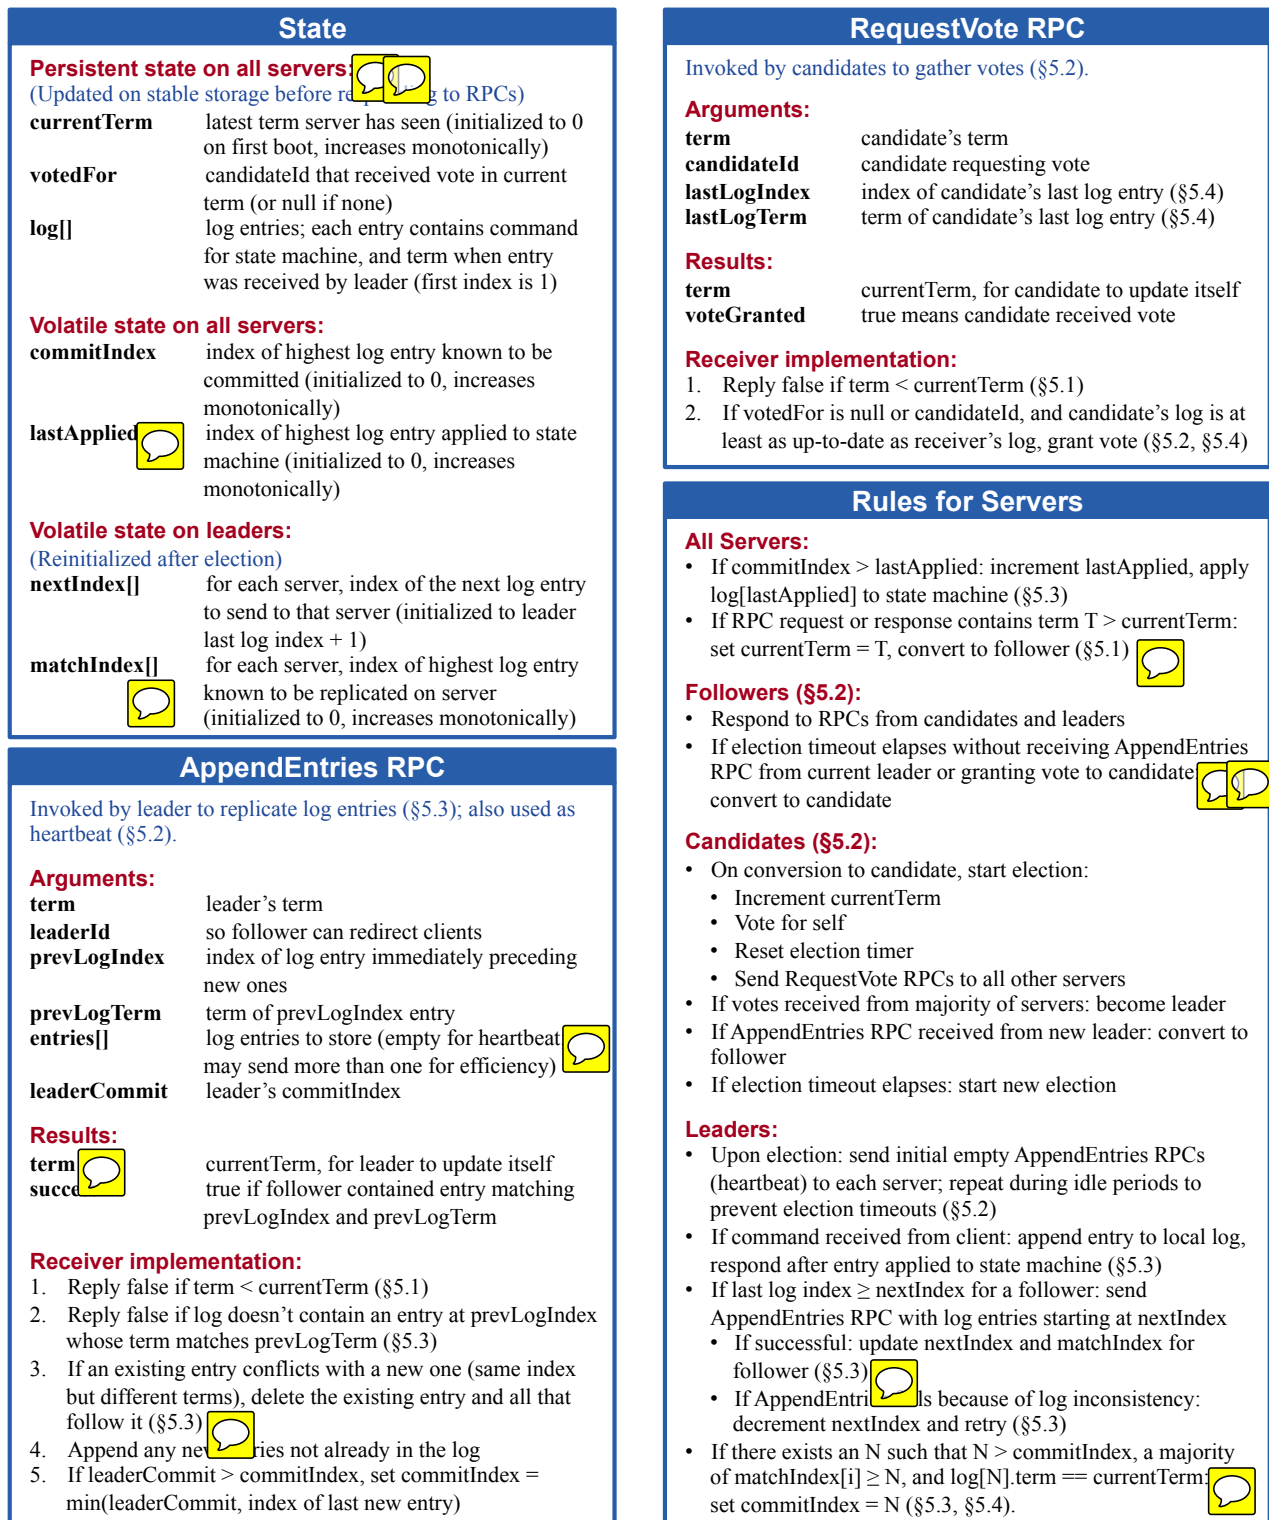 State
Persistent state on all servers:
(Updated on stable storage before re g to RPCs)
currentTerm latest term server has seen (initialized to 0
on first boot, increases monotonically)
votedFor candidateId that received vote in current
term (or null if none)
log[] log entries; each entry contains command
for state machine, and term when entry
was received by leader (first index is 1)
Volatile state on all servers:
commitIndex index of highest log entry known to be
committed (initialized to 0, increases
monotonically)
lastApplied index of highest log entry applied to state
machine (initialized to 0, increases
monotonically)
Volatile state on leaders:
(Reinitialized after election)
nextIndex[] for each server, index of the next log entry
to send to that server (initialized to leader
last log index + 1)
matchIndex[] for each server, index of highest log entry
known to be replicated on server
(initialized to 0, increases monotonically)
AppendEntries RPC
Invoked by leader to replicate log entries (§5.3); also used as
heartbeat (§5.2).
Arguments:
term leader's term
leaderId so follower can redirect clients
prevLogIndex index of log entry immediately preceding
new ones
prevLogTerm term of prevLogIndex entry
entries[] log entries to store (empty for heartbeat
may send more than one for efficiency)
leaderCommit leader's commitIndex
Results:
term currentTerm, for leader to update itself
succe true if follower contained entry matching
prevLogIndex and prevLogTerm
Receiver implementation:
1. Reply false if term < currentTerm (§5.1)
2. Reply false if log doesn't contain an entry at prevLogIndex
whose term matches prevLogTerm (§5.3)
3. If an existing entry conflicts with a new one (same index
but different terms), delete the existing entry and all that
follow it (§5.3)
4. Append any new ries not already in the log
5. If leaderCommit > commitIndex, set commitIndex =
min(leaderCommit, index of last new entry)
RequestVote RPC
Invoked by candidates to gather votes (§5.2).
Arguments:
term candidate's term
candidateId candidate requesting vote
lastLogIndex index of candidate's last log entry (§5.4)
lastLogTerm term of candidate's last log entry (§5.4)
Results:
term currentTerm, for candidate to update itself
voteGranted true means candidate received vote
Receiver implementation:
1. Reply false if term < currentTerm (§5.1)
2. If votedFor is null or candidateId, and candidate's log is at
least as up-to-date as receiver's log, grant vote (§5.2, §5.4)
Rules for Servers
All Servers:
• If commitIndex > lastApplied: increment lastApplied, apply
log[lastApplied] to state machine (§5.3)
• If RPC request or response contains term T > currentTerm:
set currentTerm = T, convert to follower (§5.1)
Followers (§5.2):
• Respond to RPCs from candidates and leaders
• If election timeout elapses without receiving AppendEntries
RPC from current leader or granting vote to candidate:
convert to candidate
Candidates (§5.2):
• On conversion to candidate, start election:
• Increment currentTerm
• Vote for self
• Reset election timer
• Send RequestVote RPCs to all other servers
• If votes received from majority of servers: become leader
• If AppendEntries RPC received from new leader: convert to
follower
• If election timeout elapses: start new election
Leaders:
• Upon election: send initial empty AppendEntries RPCs
(heartbeat) to each server; repeat during idle periods to
prevent election timeouts (§5.2)
• If command received from client: append entry to local log,
respond after entry applied to state machine (§5.3)
• If last log index ≥ nextIndex for a follower: send
AppendEntries RPC with log entries starting at nextIndex
• If successful: update nextIndex and matchIndex for
follower (§5.3)
• If AppendEntri ls because of log inconsistency:
decrement nextIndex and retry (§5.3)
• If there exists an N such that N > commitIndex, a majority
of matchIndex[i] ≥ N, and log[N].term == currentTerm:
set commitIndex = N (§5.3, §5.4).